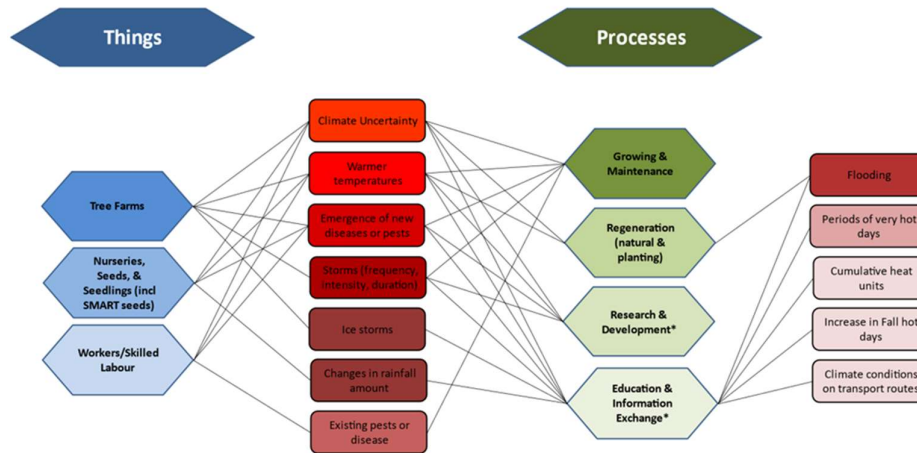 Things
Processes
Climate Uncertainty
Warmer
temperatures
Emergence of new
diseases or pests
Storms (frequency,
intensity, duration)
Ice storms
Changes in rainfall
amount
Existing pests or
disease
Tree Farms
Nurseries,
Seeds, &
Seedlings (incl
SMART seeds)
Workers/Skilled
Labour
Growing &
Maintenance
Regeneration
(natural &
planting)
Research &
Development*
Education &
Information
Exchange*
Flooding
Periods of very hot
days
Cumulative heat
units
Increase in Fall hot
days
Climate conditions
on transport routes